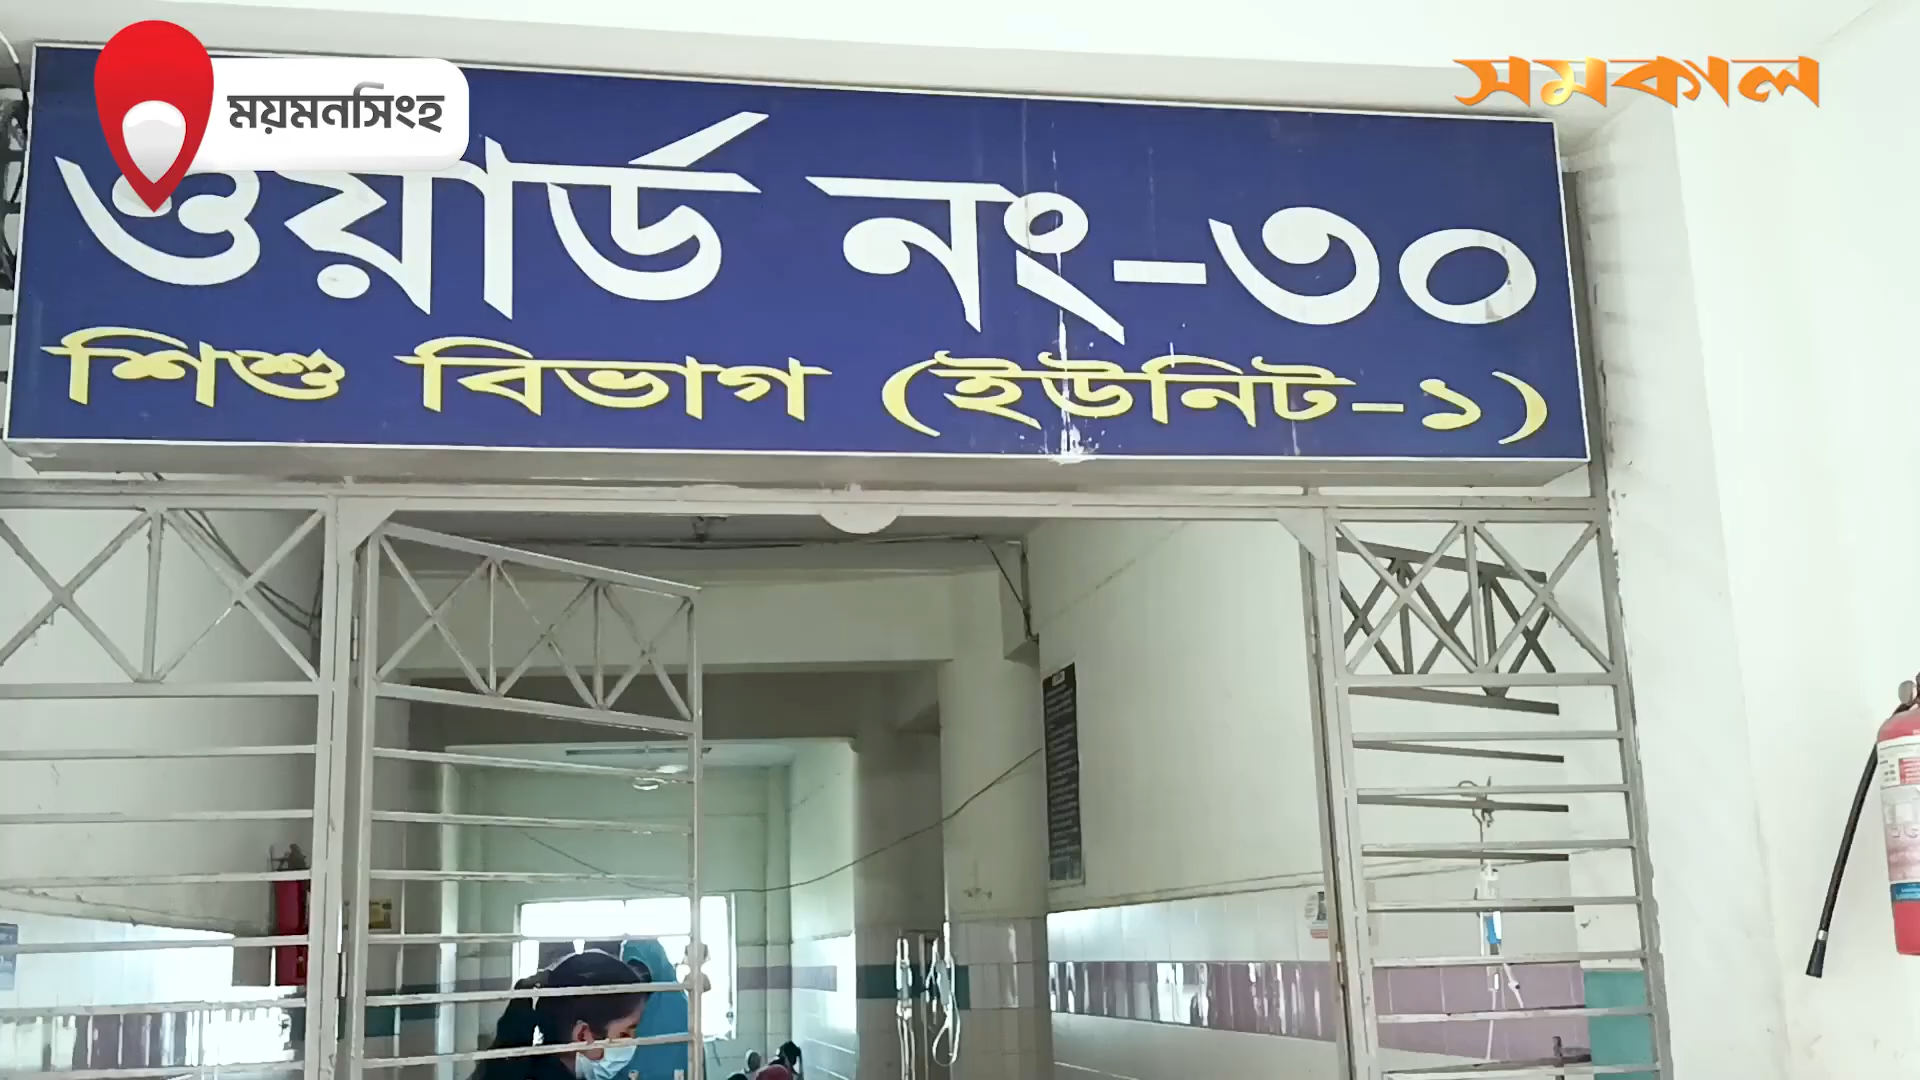 ময়মনসিংহ
সমকাল
ওয়ার্ড নং-৩০
শিশু বিভাগ (ইউনিট-১)